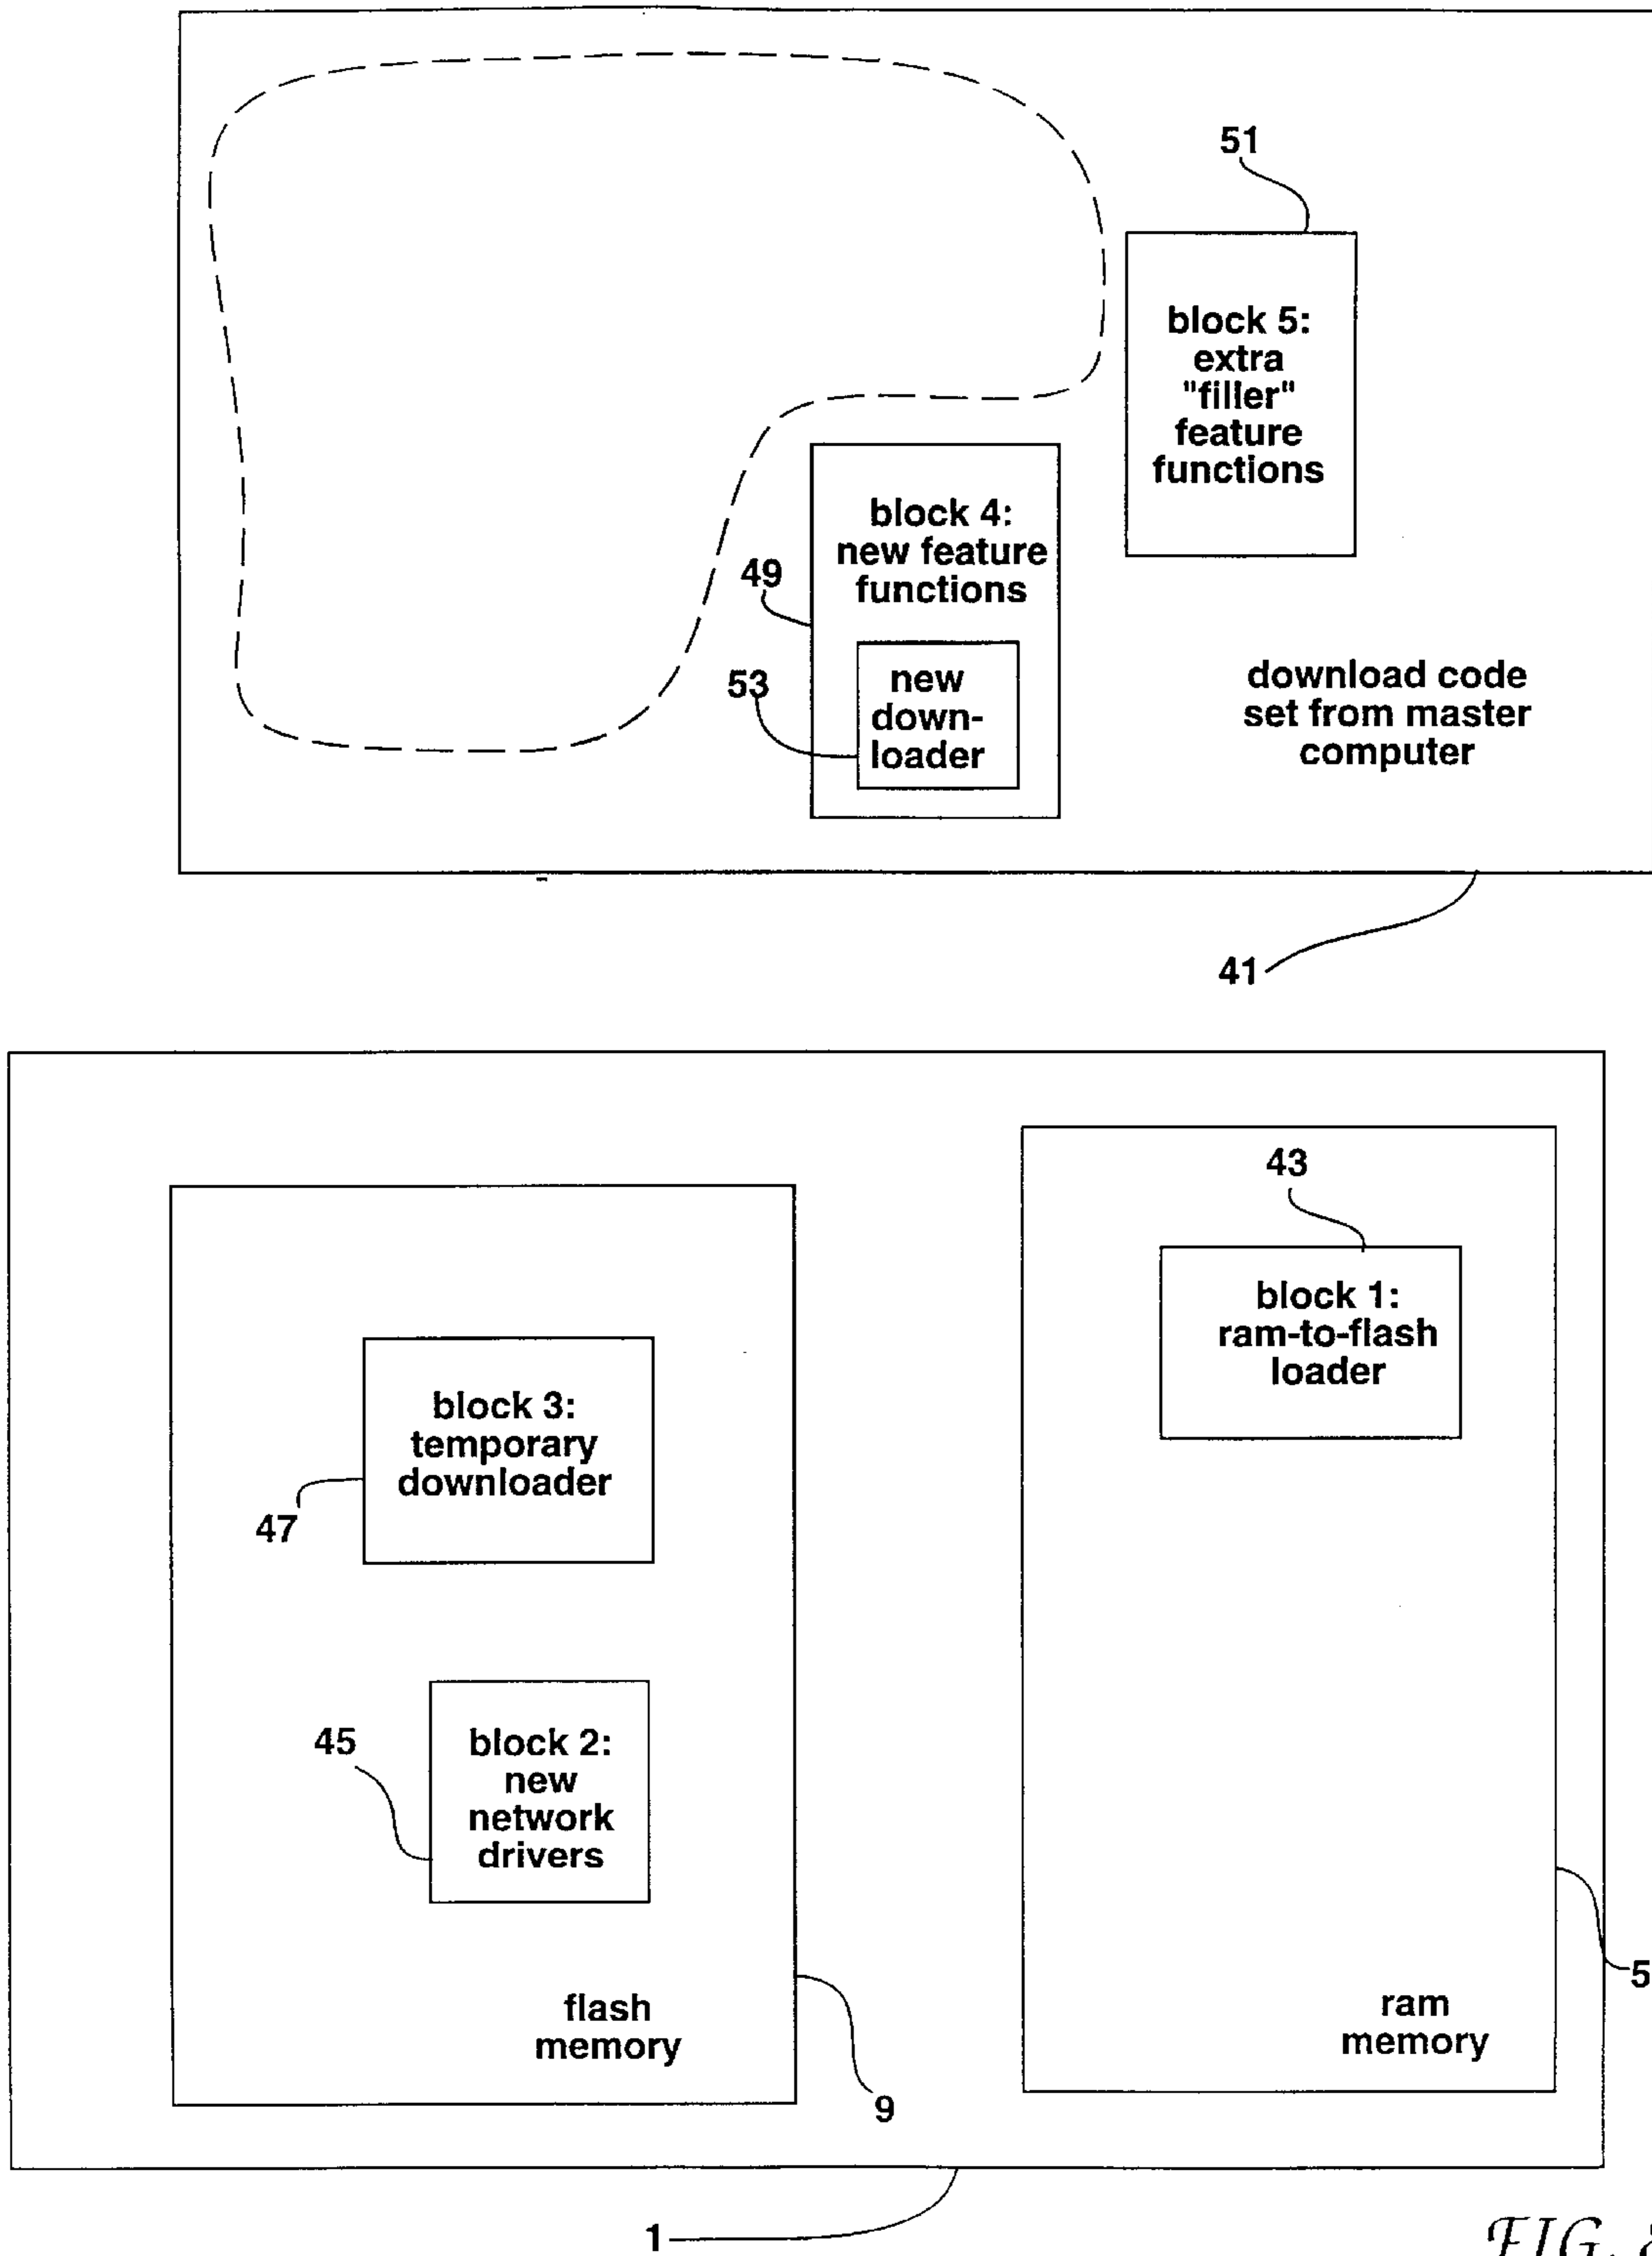 51
block 5:
extra
"filler"
feature
functions
block 4:
new feature
functions
49
53
new
down-
loader
download code
set from master
computer
41
43
block 1:
ram-to-flash
loader
block 3:
temporary
downloader
47
45
block 2:
new
network
drivers
flash
memory
9
ram
memory
5
1
FIG.